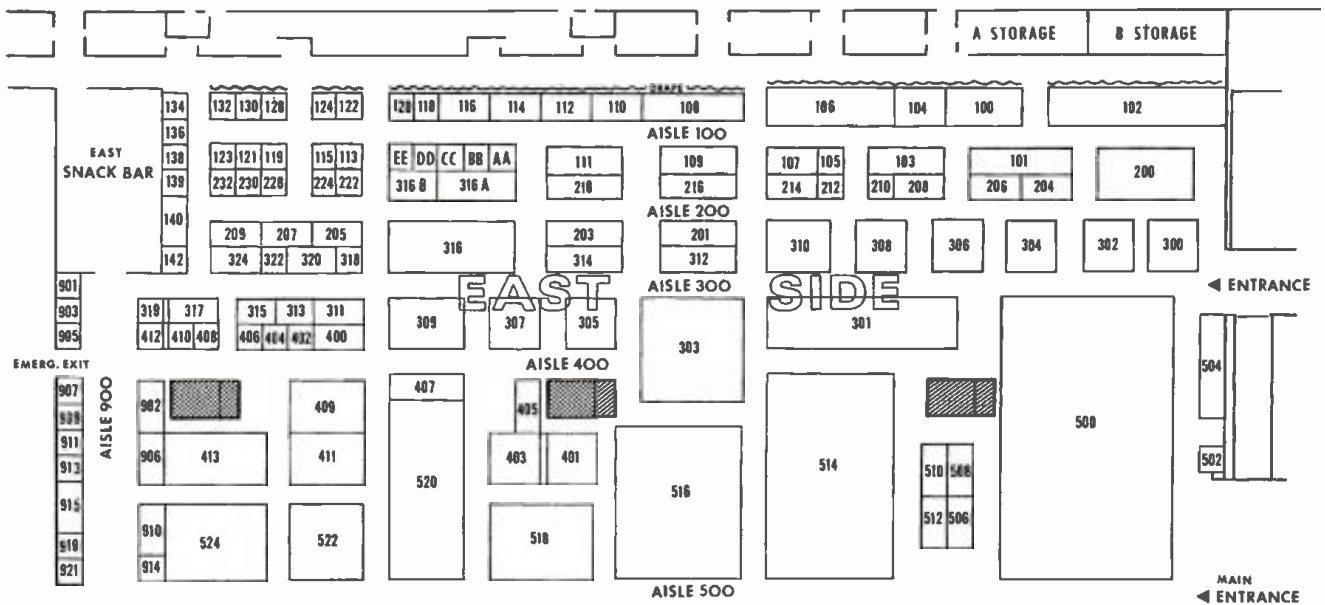 A STORAGE B STORAGE
DRAPE
134 132 130 128 124 122 120 118 116 114 112 110 108 106 104 100 102
AISLE 100
136
EAST
SNACK BAR
138 123 121 119 115 113 EE DD CC BB AA 111 109 107 105 103 101 200
139 232 230 228 224 222 316 B 316 A 218 216 214 212 210 208 206 204
AISLE 200
140
209 207 205 316 203 201 310 308 306 304 302 300
142 324 322 320 318 314 312
EAST SIDE
AISLE 300
ENTRANCE
901
903 319 317 315 313 311 309 307 305 303 301
905 412 410 408 406 404 402 400
EMERG. EXIT
AISLE 400
504
907 902 409 407 405
909
AISLE 900
911 906 413 411 403 401 520 516 514 500
913
502
510 508
915
512 506
910 524 522 518
919
921 914
AISLE 500
MAIN
ENTRANCE